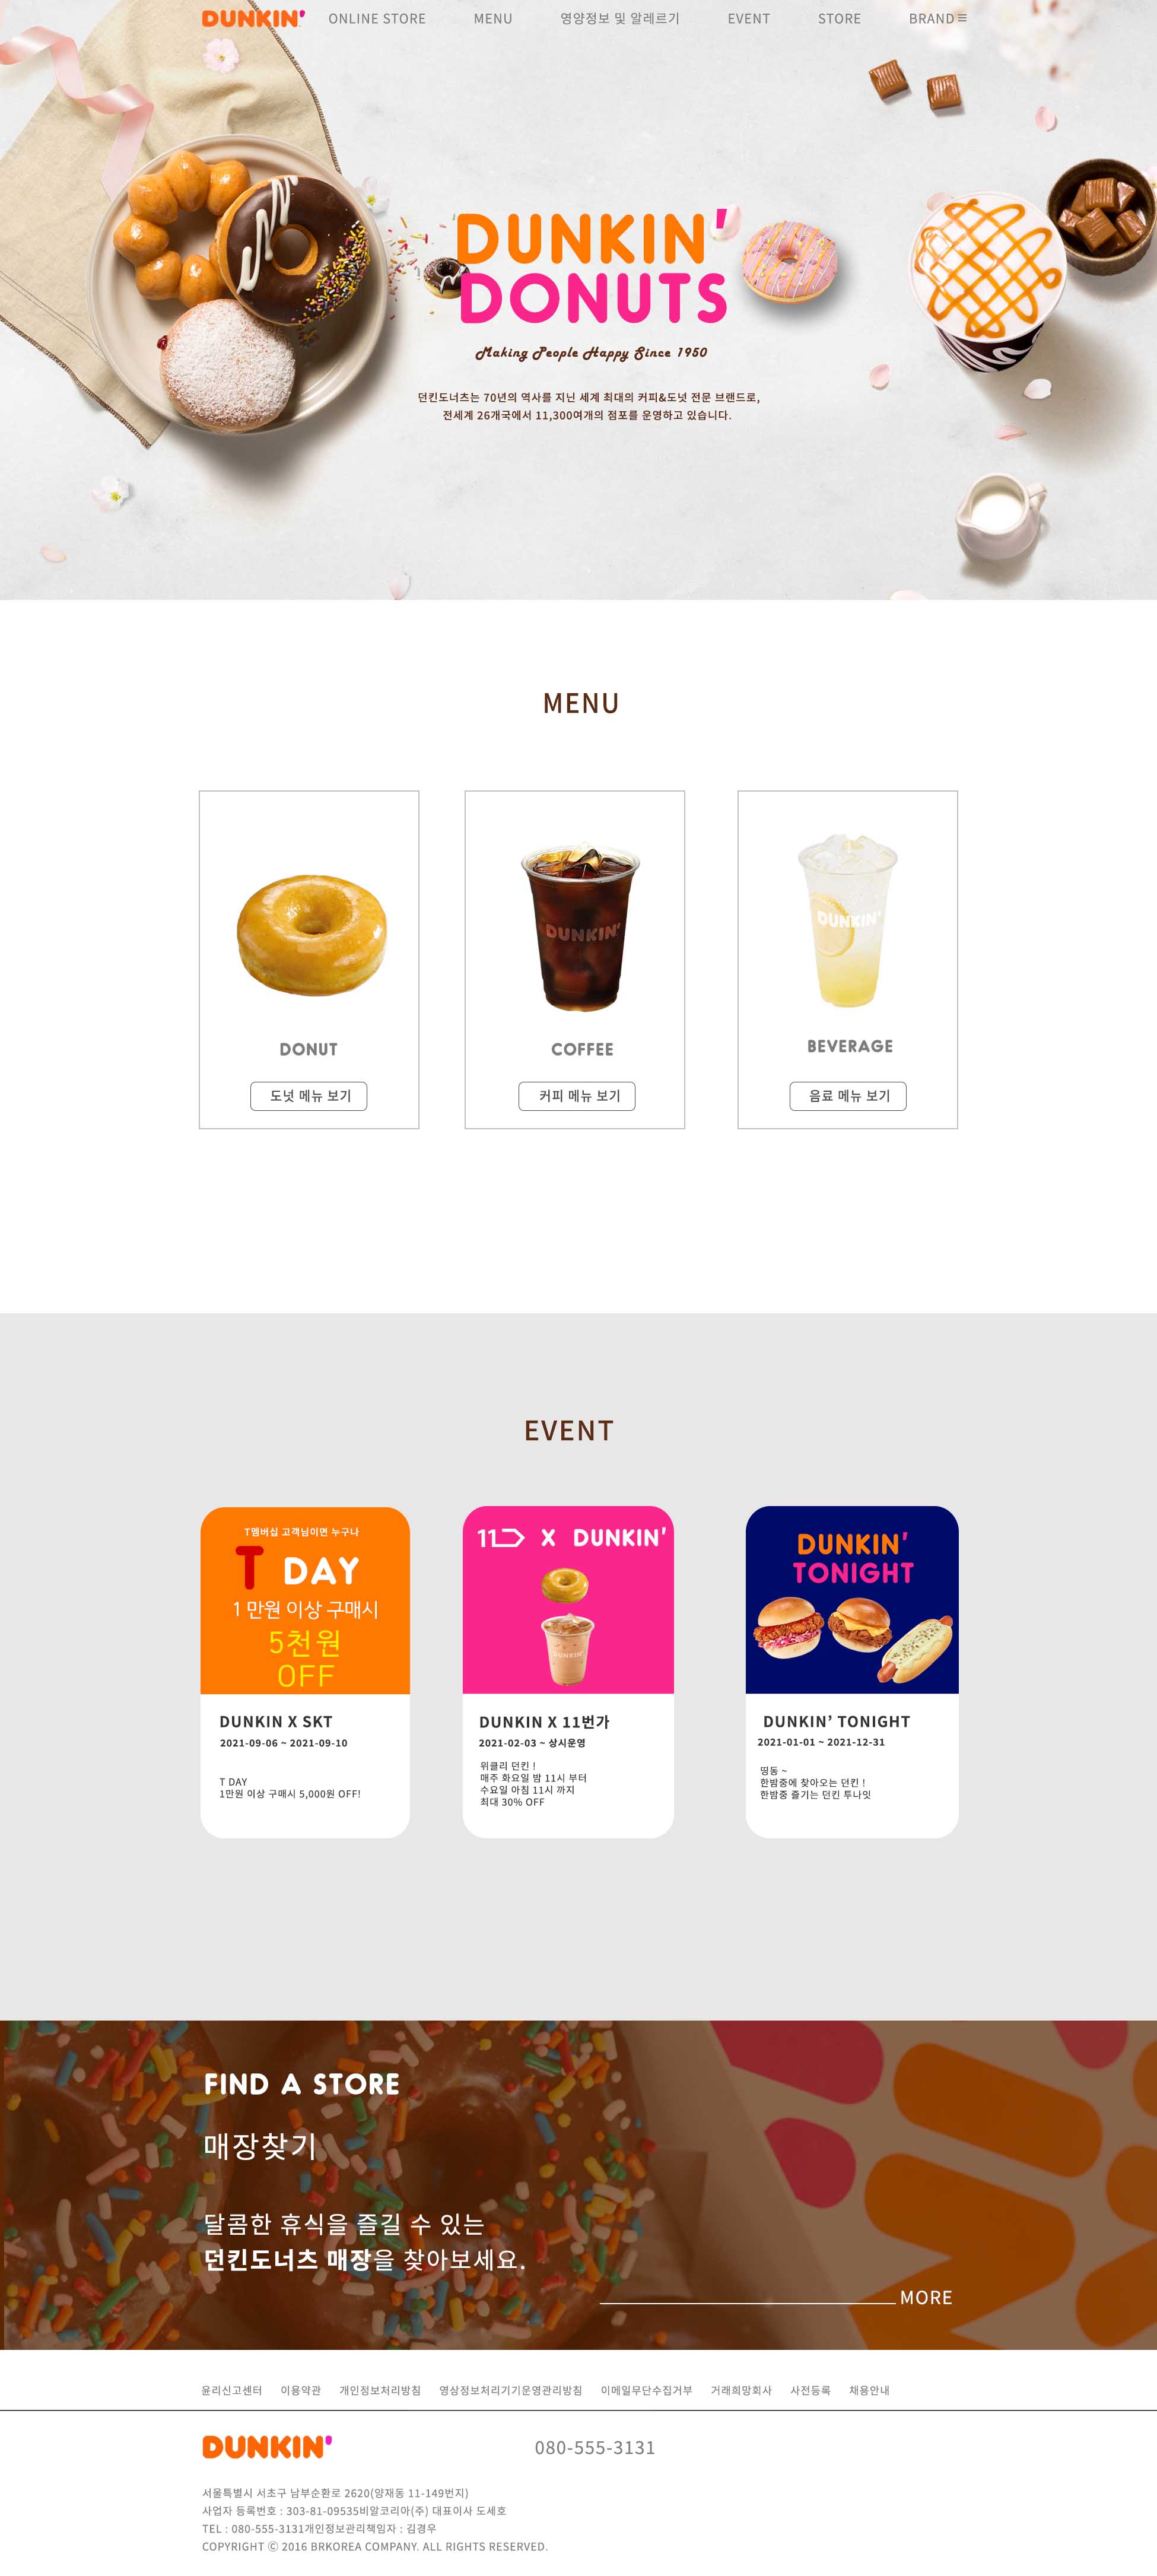 DUNKIN' ONLINE STORE MENU 영양정보 및 알레르기 EVENT STORE BRAND
DUNKIN'
DONUTS
Making People Happy Since 1950
던킨도너츠는 70년의 역사를 지닌 세계 최대의 커피&도넛 전문 브랜드로,
전세계 26개국에서 11,300여개의 점포를 운영하고 있습니다.
MENU
DUNKIN'
DUNKIN'
DONUT
COFFEE
BEVERAGE
도넛 메뉴 보기
커피 메뉴 보기
음료 메뉴 보기
EVENT
T멤버십 고객님이면 누구나
T DAY
1 만원 이상 구매시
5천원
OFF
DUNKIN X SKT
2021-09-06 ~ 2021-09-10
T DAY
1만원 이상 구매시 5,000원 OFF!
11 X DUNKIN'
DUNKIN'
DUNKIN X 11번가
2021-02-03 ~ 상시운영
위클리 던킨 !
매주 화요일 밤 11시 부터
수요일 아침 11시 까지
최대 30% OFF
DUNKIN'
TONIGHT
DUNKIN’ TONIGHT
2021-01-01 ~ 2021-12-31
띵동 ~
한밤중에 찾아오는 던킨 !
한밤중 즐기는 던킨 투나잇
FIND A STORE
매장찾기
달콤한 휴식을 즐길 수 있는
던킨도너츠 매장을 찾아보세요.
MORE
윤리신고센터 이용약관 개인정보처리방침 영상정보처리기기운영관리방침 이메일무단수집거부 거래희망회사 사전등록 채용안내
DUNKIN' 080-555-3131
서울특별시 서초구 남부순환로 2620(양재동 11-149번지)
사업자 등록번호 : 303-81-09535비알코리아(주) 대표이사 도세호
TEL : 080-555-3131개인정보관리책임자 : 김경우
COPYRIGHT Ⓒ 2016 BRKOREA COMPANY. ALL RIGHTS RESERVED.